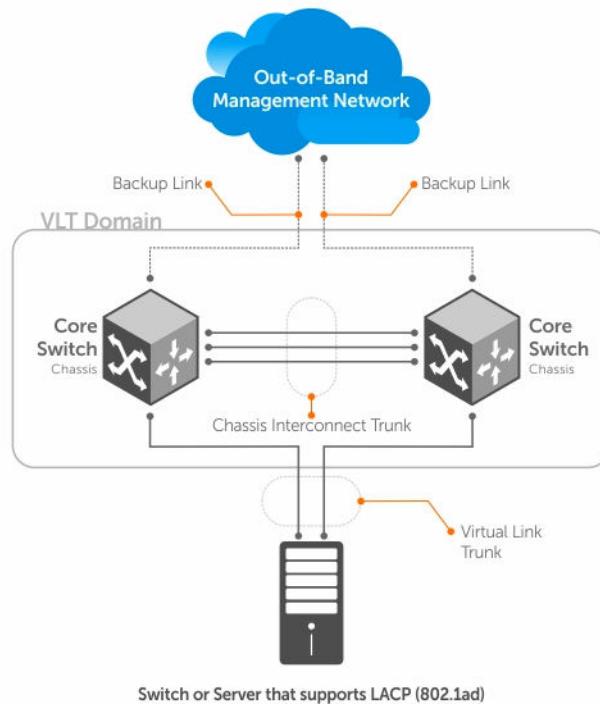 Out-of-Band
Management Network
Backup Link
Backup Link
VLT Domain
Core
Switch
Chassis
Core
Switch
Chassis
Chassis Interconnect Trunk
Virtual Link
Trunk
Switch or Server that supports LACP (802.1ad)